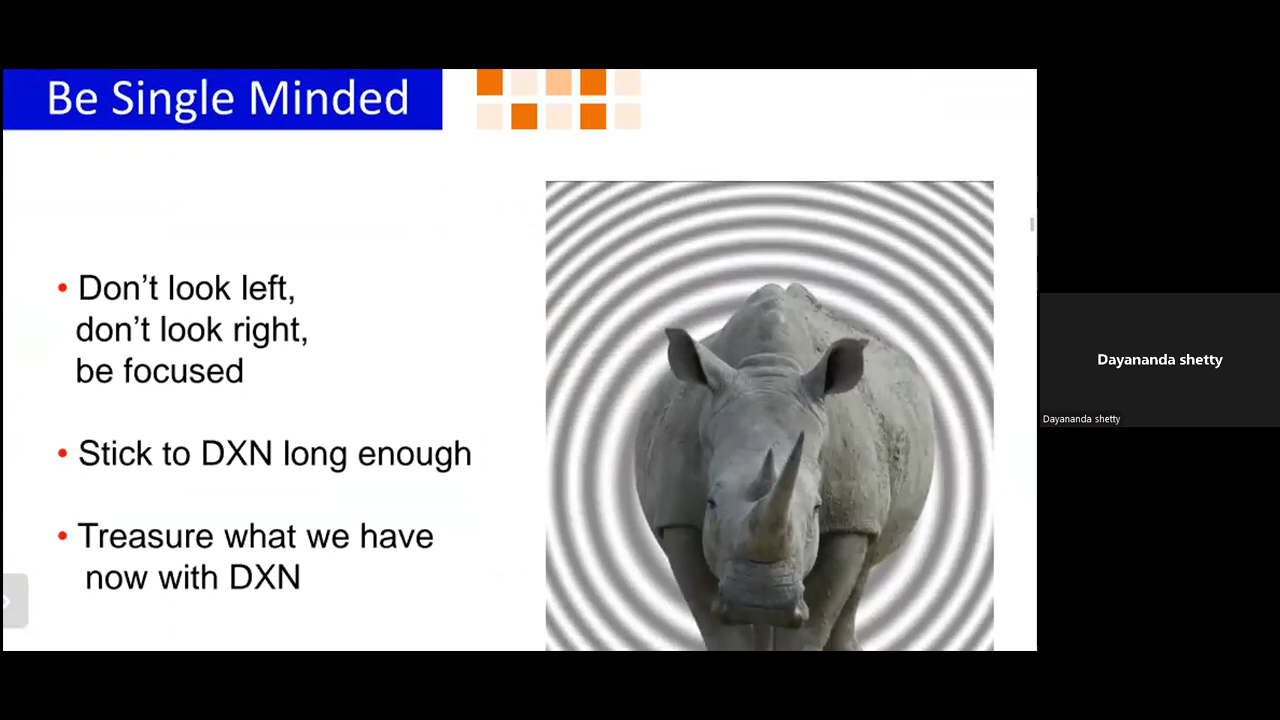 Be Single Minded
• Don’t look left,
don’t look right,
be focused
• Stick to DXN long enough
• Treasure what we have
now with DXN
Dayananda shetty
Dayananda shetty